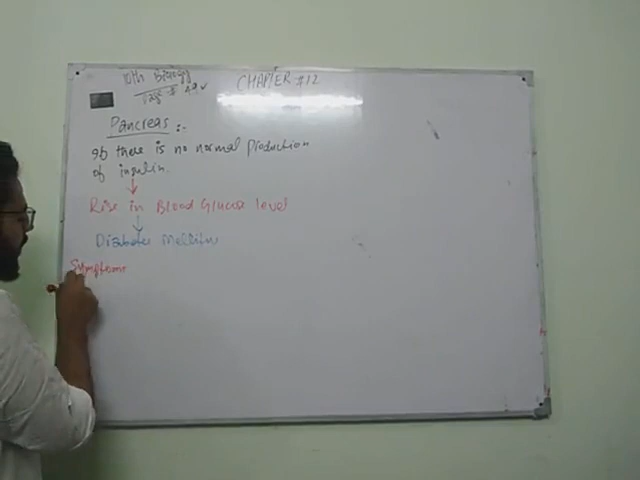 10th Biology
CHAPTER #12
Pancreas :-
If there is no normal Production
of insulin.
Rise in Blood Glucose level
Diabetes Mellitus
Symptoms